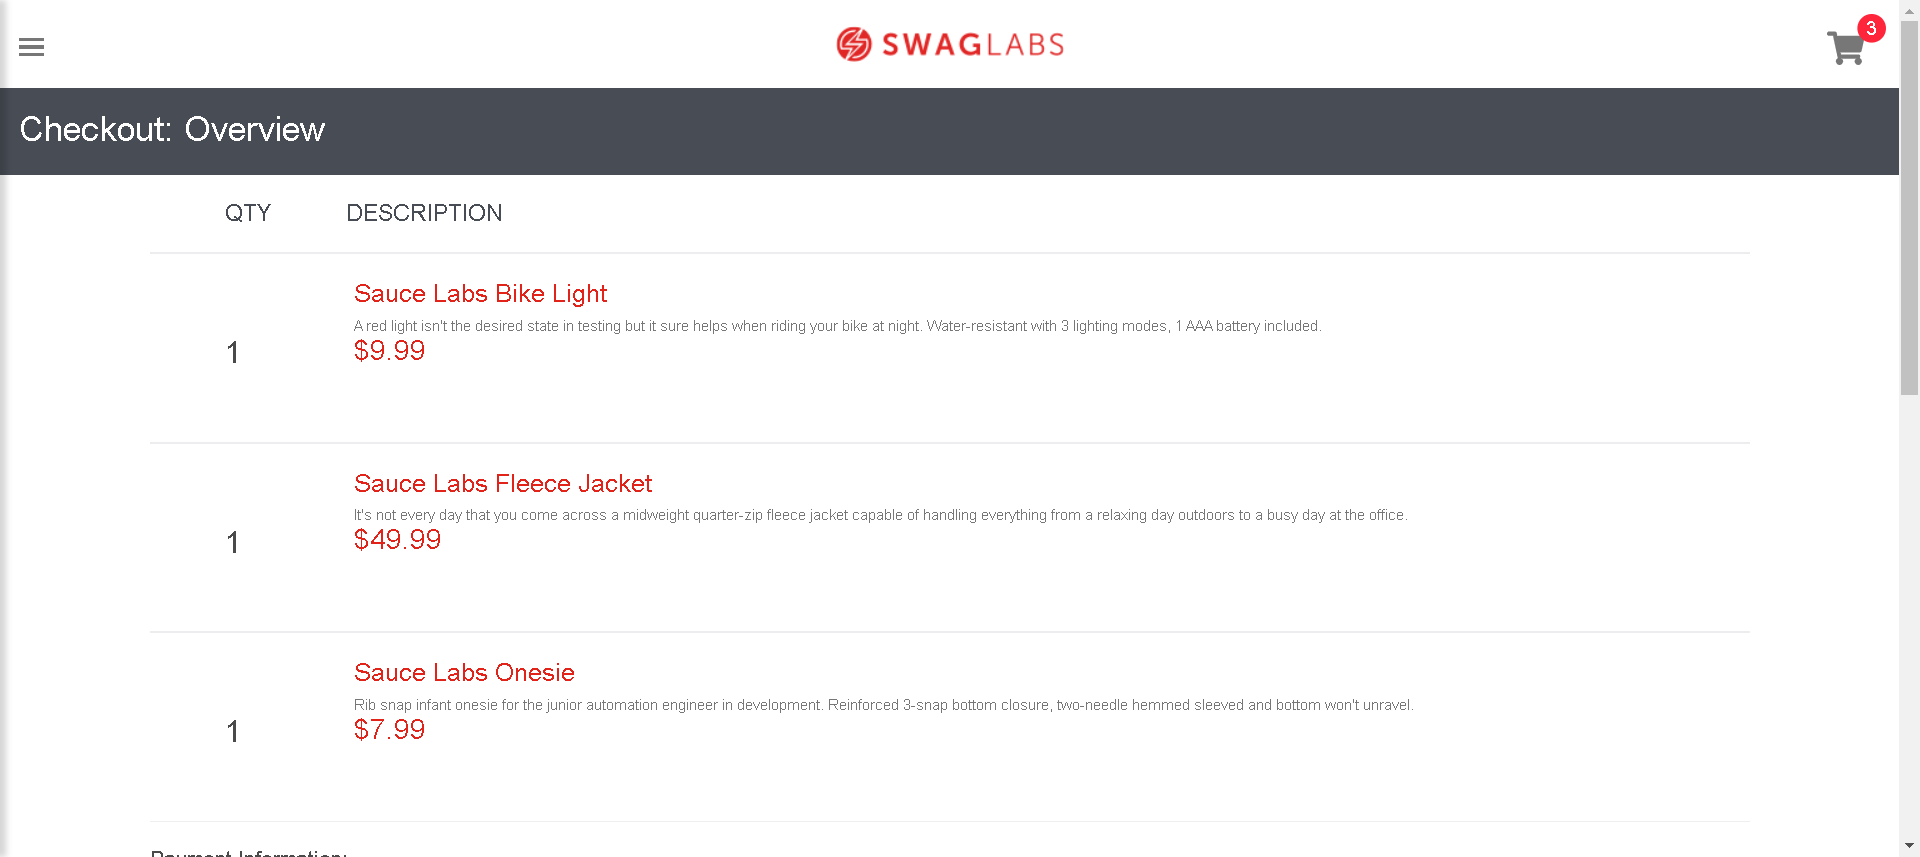 SWAGLABS
3
Checkout: Overview
QTY DESCRIPTION
Sauce Labs Bike Light
A red light isn't the desired state in testing but it sure helps when riding your bike at night. Water-resistant with 3 lighting modes, 1 AAA battery included.
1
$9.99
Sauce Labs Fleece Jacket
It's not every day that you come across a midweight quarter-zip fleece jacket capable of handling everything from a relaxing day outdoors to a busy day at the office.
1
$49.99
Sauce Labs Onesie
Rib snap infant onesie for the junior automation engineer in development. Reinforced 3-snap bottom closure, two-needle hemmed sleeved and bottom won't unravel.
1
$7.99
Payment Information: